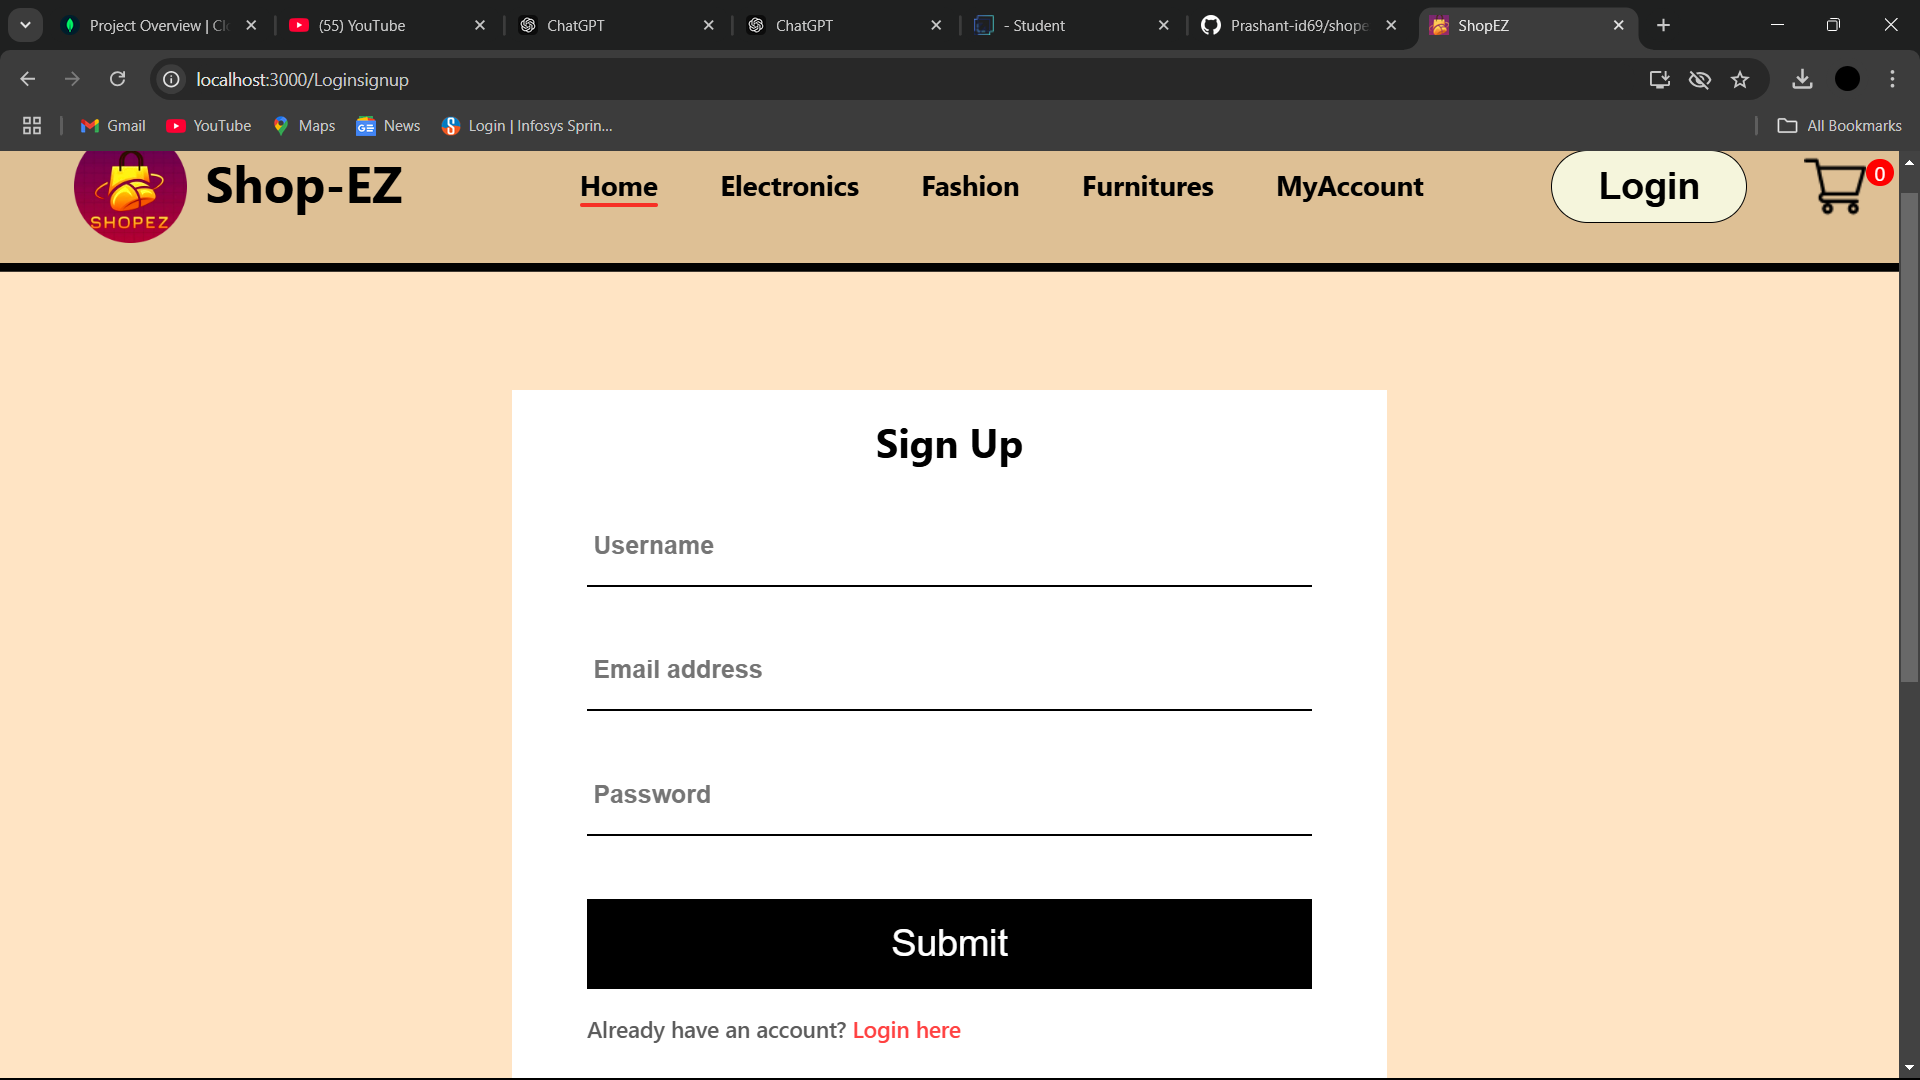 Project Overview | Clo
(55) YouTube
ChatGPT
ChatGPT
- Student
Prashant-id69/shope
ShopEZ
localhost:3000/Loginsignup
Gmail
YouTube
Maps
News
Login | Infosys Sprin...
All Bookmarks
SHOPEZ
Shop-EZ
Home
Electronics
Fashion
Furnitures
MyAccount
Login
0
Sign Up
Username
Email address
Password
Submit
Already have an account? Login here